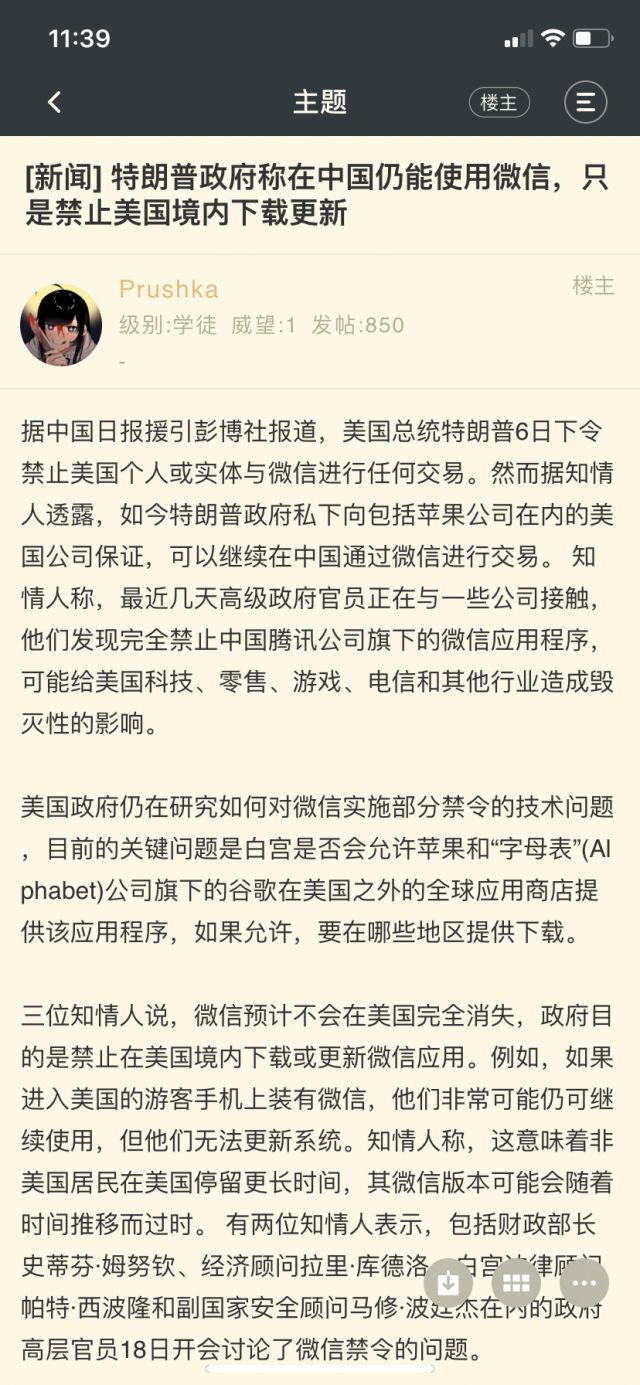 11:39
主题
楼主
[新闻] 特朗普政府称在中国仍能使用微信，只
是禁止美国境内下载更新
Prushka
楼主
级别:学徒 威望:1 发帖:850
-
据中国日报援引彭博社报道，美国总统特朗普6日下令
禁止美国个人或实体与微信进行任何交易。然而据知情
人透露，如今特朗普政府私下向包括苹果公司在内的美
国公司保证，可以继续在中国通过微信进行交易。 知
情人称，最近几天高级政府官员正在与一些公司接触，
他们发现完全禁止中国腾讯公司旗下的微信应用程序，
可能给美国科技、零售、游戏、电信和其他行业造成毁
灭性的影响。
美国政府仍在研究如何对微信实施部分禁令的技术问题
，目前的关键问题是白宫是否会允许苹果和“字母表”(Al
phabet)公司旗下的谷歌在美国之外的全球应用商店提
供该应用程序，如果允许，要在哪些地区提供下载。
三位知情人说，微信预计不会在美国完全消失，政府目
的是禁止在美国境内下载或更新微信应用。例如，如果
进入美国的游客手机上装有微信，他们非常可能仍可继
续使用，但他们无法更新系统。知情人称，这意味着非
美国居民在美国停留更长时间，其微信版本可能会随着
时间推移而过时。 有两位知情人表示，包括财政部长
史蒂芬·姆努钦、经济顾问拉里·库德洛、白宫法律顾问
帕特·西波隆和副国家安全顾问马修·波廷杰在内的政府
高层官员18日开会讨论了微信禁令的问题。